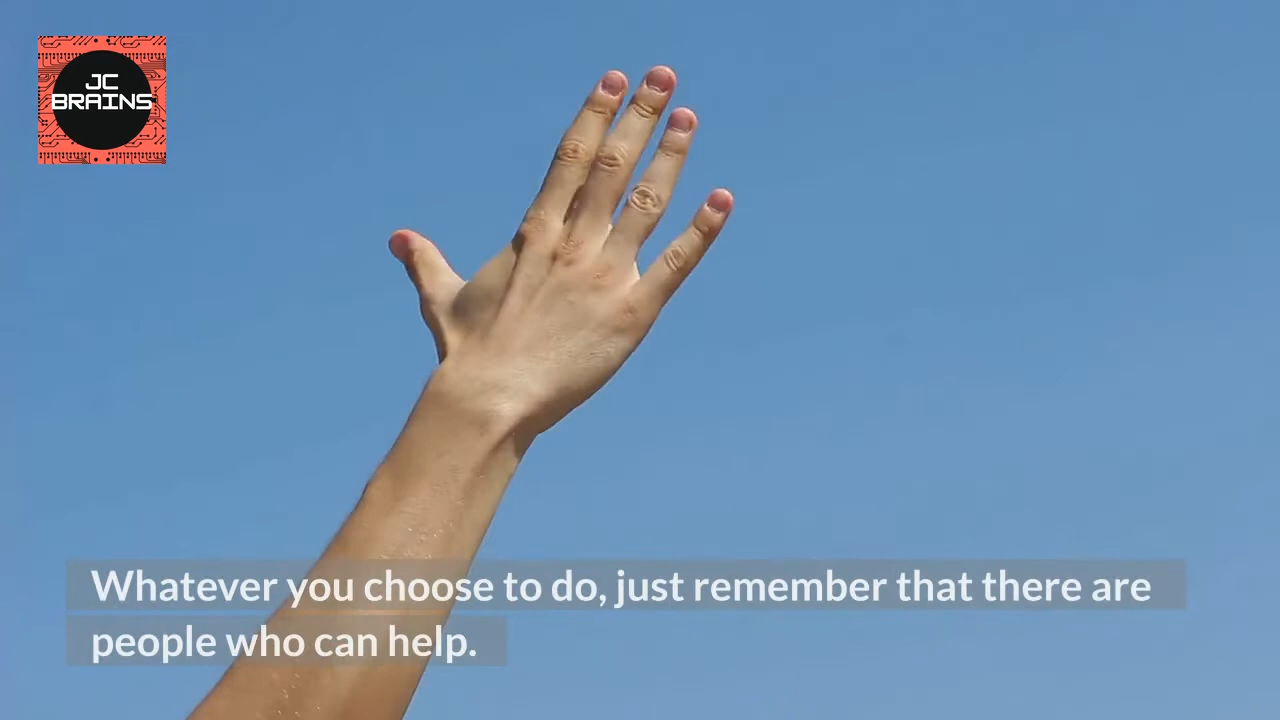 JC
BRAINS
Whatever you choose to do, just remember that there are
people who can help.